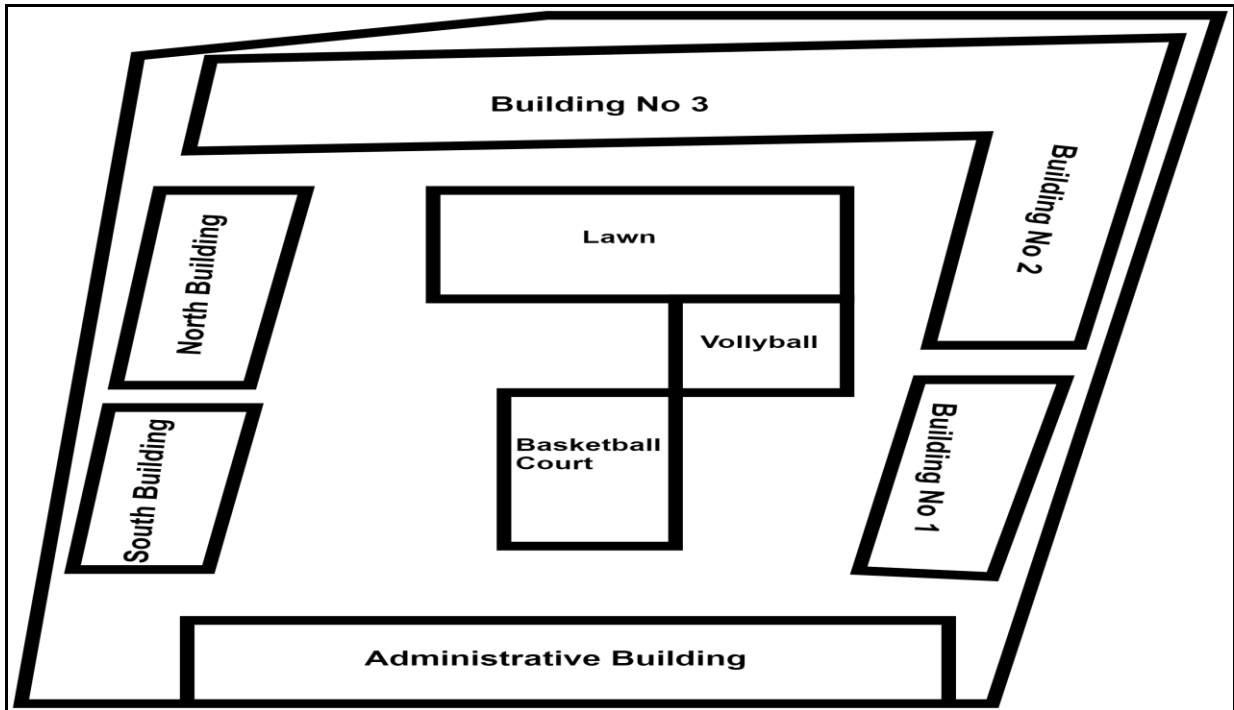 Building No 3
Building No 2
North Building
Lawn
Vollyball
South Building
Basketball
Court
Building No 1
Administrative Building